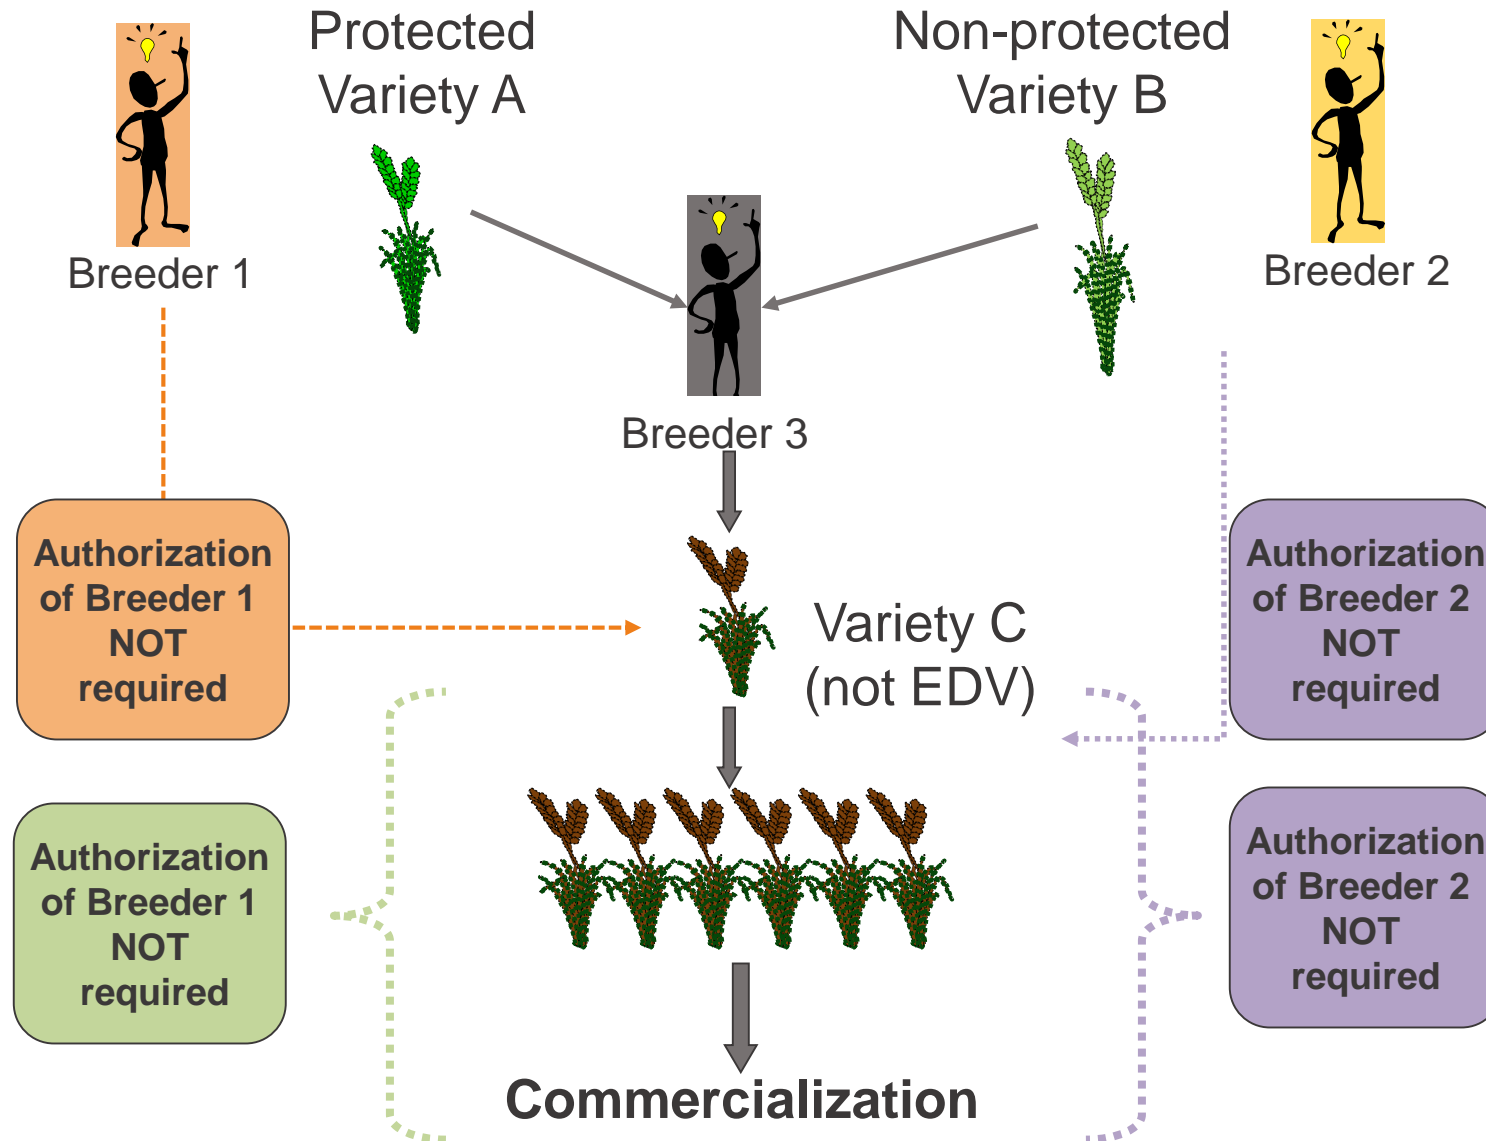 Protected
Variety A
Non-protected
Variety B
Breeder 1
Breeder 2
Breeder 3
Authorization
of Breeder 1
NOT
required
Variety C
(not EDV)
Authorization
of Breeder 2
NOT
required
Authorization
of Breeder 1
NOT
required
Authorization
of Breeder 2
NOT
required
Commercialization